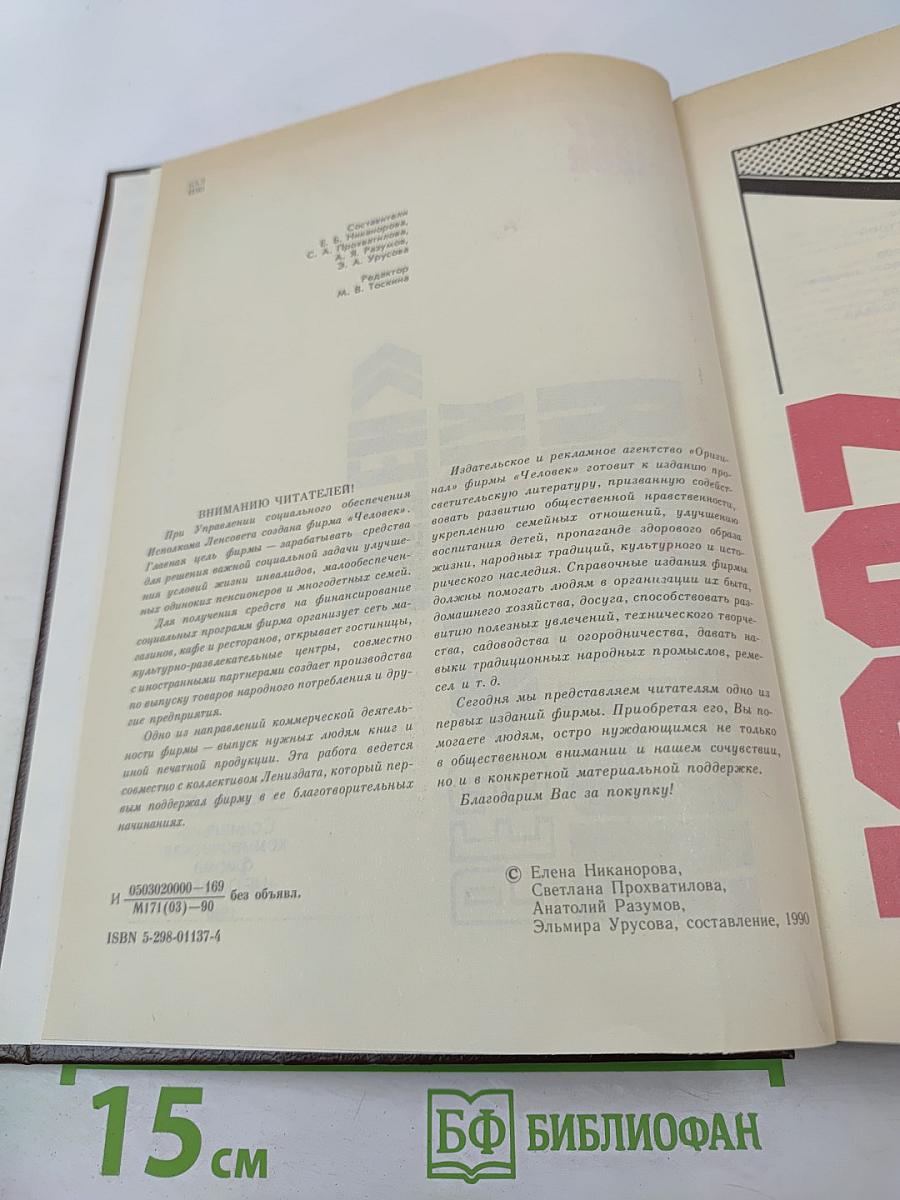 Составители
Е. Б. Никанорова,
С. А. Прохватилова,
А. Я. Разумов,
Э. А. Урусова
Редактор
М. В. Тоскина
ВНИМАНИЮ ЧИТАТЕЛЕЙ!
При Управлении социального обеспечения
Исполкома Ленсовета создана фирма «Человек».
Главная цель фирмы — зарабатывать средства
для решения важной социальной задачи улучше-
ния условий жизни инвалидов, малообеспечен-
ных одиноких пенсионеров и многодетных семей.
Для получения средств на финансирование
социальных программ фирма организует сеть ма-
газинов, кафе и ресторанов, открывает гостиницы,
культурно-развлекательные центры, совместно
с иностранными партнерами создает производства
по выпуску товаров народного потребления и дру-
гие предприятия.
Одно из направлений коммерческой деятель-
ности фирмы — выпуск нужных людям книг и
иной печатной продукции. Эта работа ведется
совместно с коллективом Лениздата, который пер-
вым поддержал фирму в ее благотворительных
начинаниях.
Издательское и рекламное агентство «Ориги-
нал» фирмы «Человек» готовит к изданию про-
светительскую литературу, призванную содейст-
вовать развитию общественной нравственности,
укреплению семейных отношений, улучшению
воспитания детей, пропаганде здорового образа
жизни, народных традиций, культурного и исто-
рического наследия. Справочные издания фирмы
должны помогать людям в организации их быта,
домашнего хозяйства, досуга, способствовать раз-
витию полезных увлечений, технического творче-
ства, садоводства и огородничества, давать на-
выки традиционных народных промыслов, реме-
сел и т. д.
Сегодня мы представляем читателям одно из
первых изданий фирмы. Приобретая его, Вы по-
могаете людям, остро нуждающимся не только
в общественном внимании и нашем сочувствии,
но и в конкретной материальной поддержке.
Благодарим Вас за покупку!
И 0503020000—169 без объявл.
М171(03)—90
ISBN 5-298-01137-4
© Елена Никанорова,
Светлана Прохватилова,
Анатолий Разумов,
Эльмира Урусова, составление, 1990
15 см
БФ БИБЛИОФАН